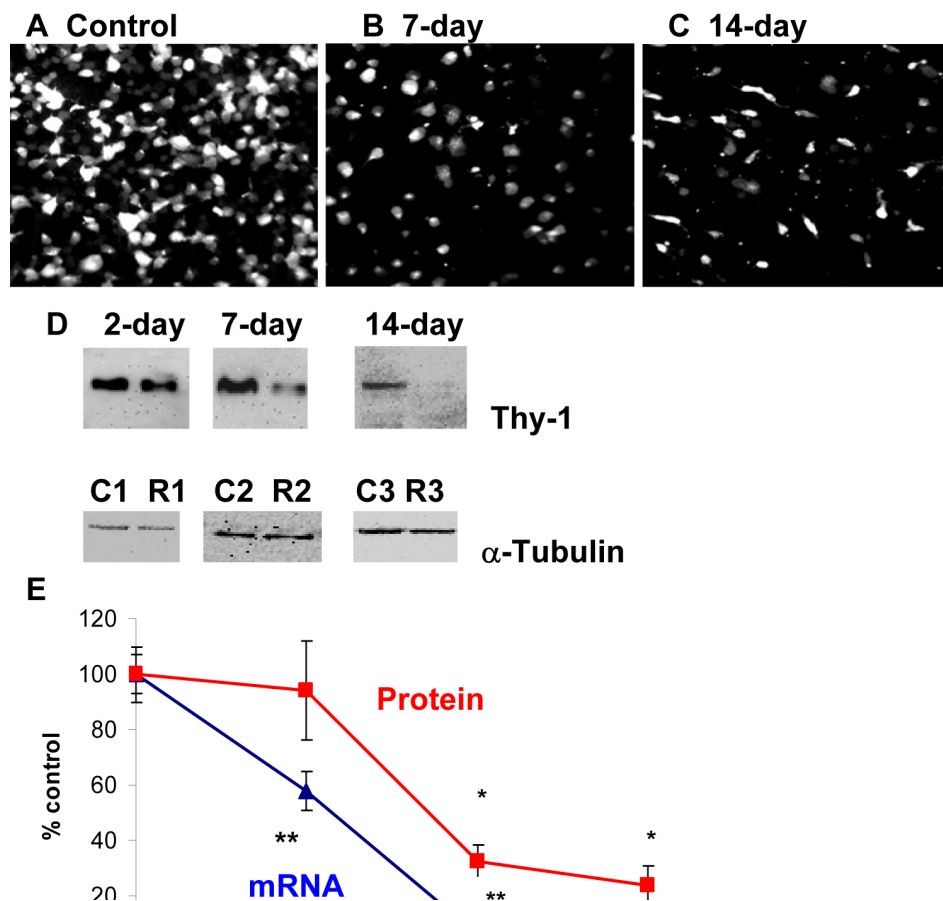 A Control
B 7-day
C 14-day
D 2-day 7-day 14-day
Thy-1
C1 R1 C2 R2 C3 R3
α-Tubulin
E
120
100
Protein
80
% control
60
*
40
**
*
mRNA
**
20